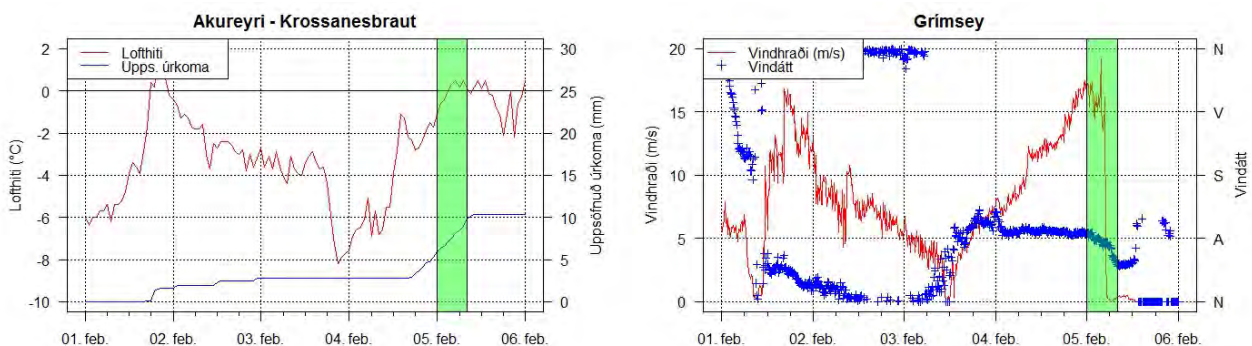 Akureyri - Krossanesbraut
Lofthiti
Upps. úrkoma
2
0
-2
-4
-6
-8
-10
Lofthiti (°C)
30
25
20
15
10
5
0
Uppsöfnuð úrkoma (mm)
01. feb. 02. feb. 03. feb. 04. feb. 05. feb. 06. feb.
Grímsey
Vindhraði (m/s)
Vindátt
20
15
10
5
0
Vindhraði (m/s)
N
V
S
A
N
Vindátt
01. feb. 02. feb. 03. feb. 04. feb. 05. feb. 06. feb.